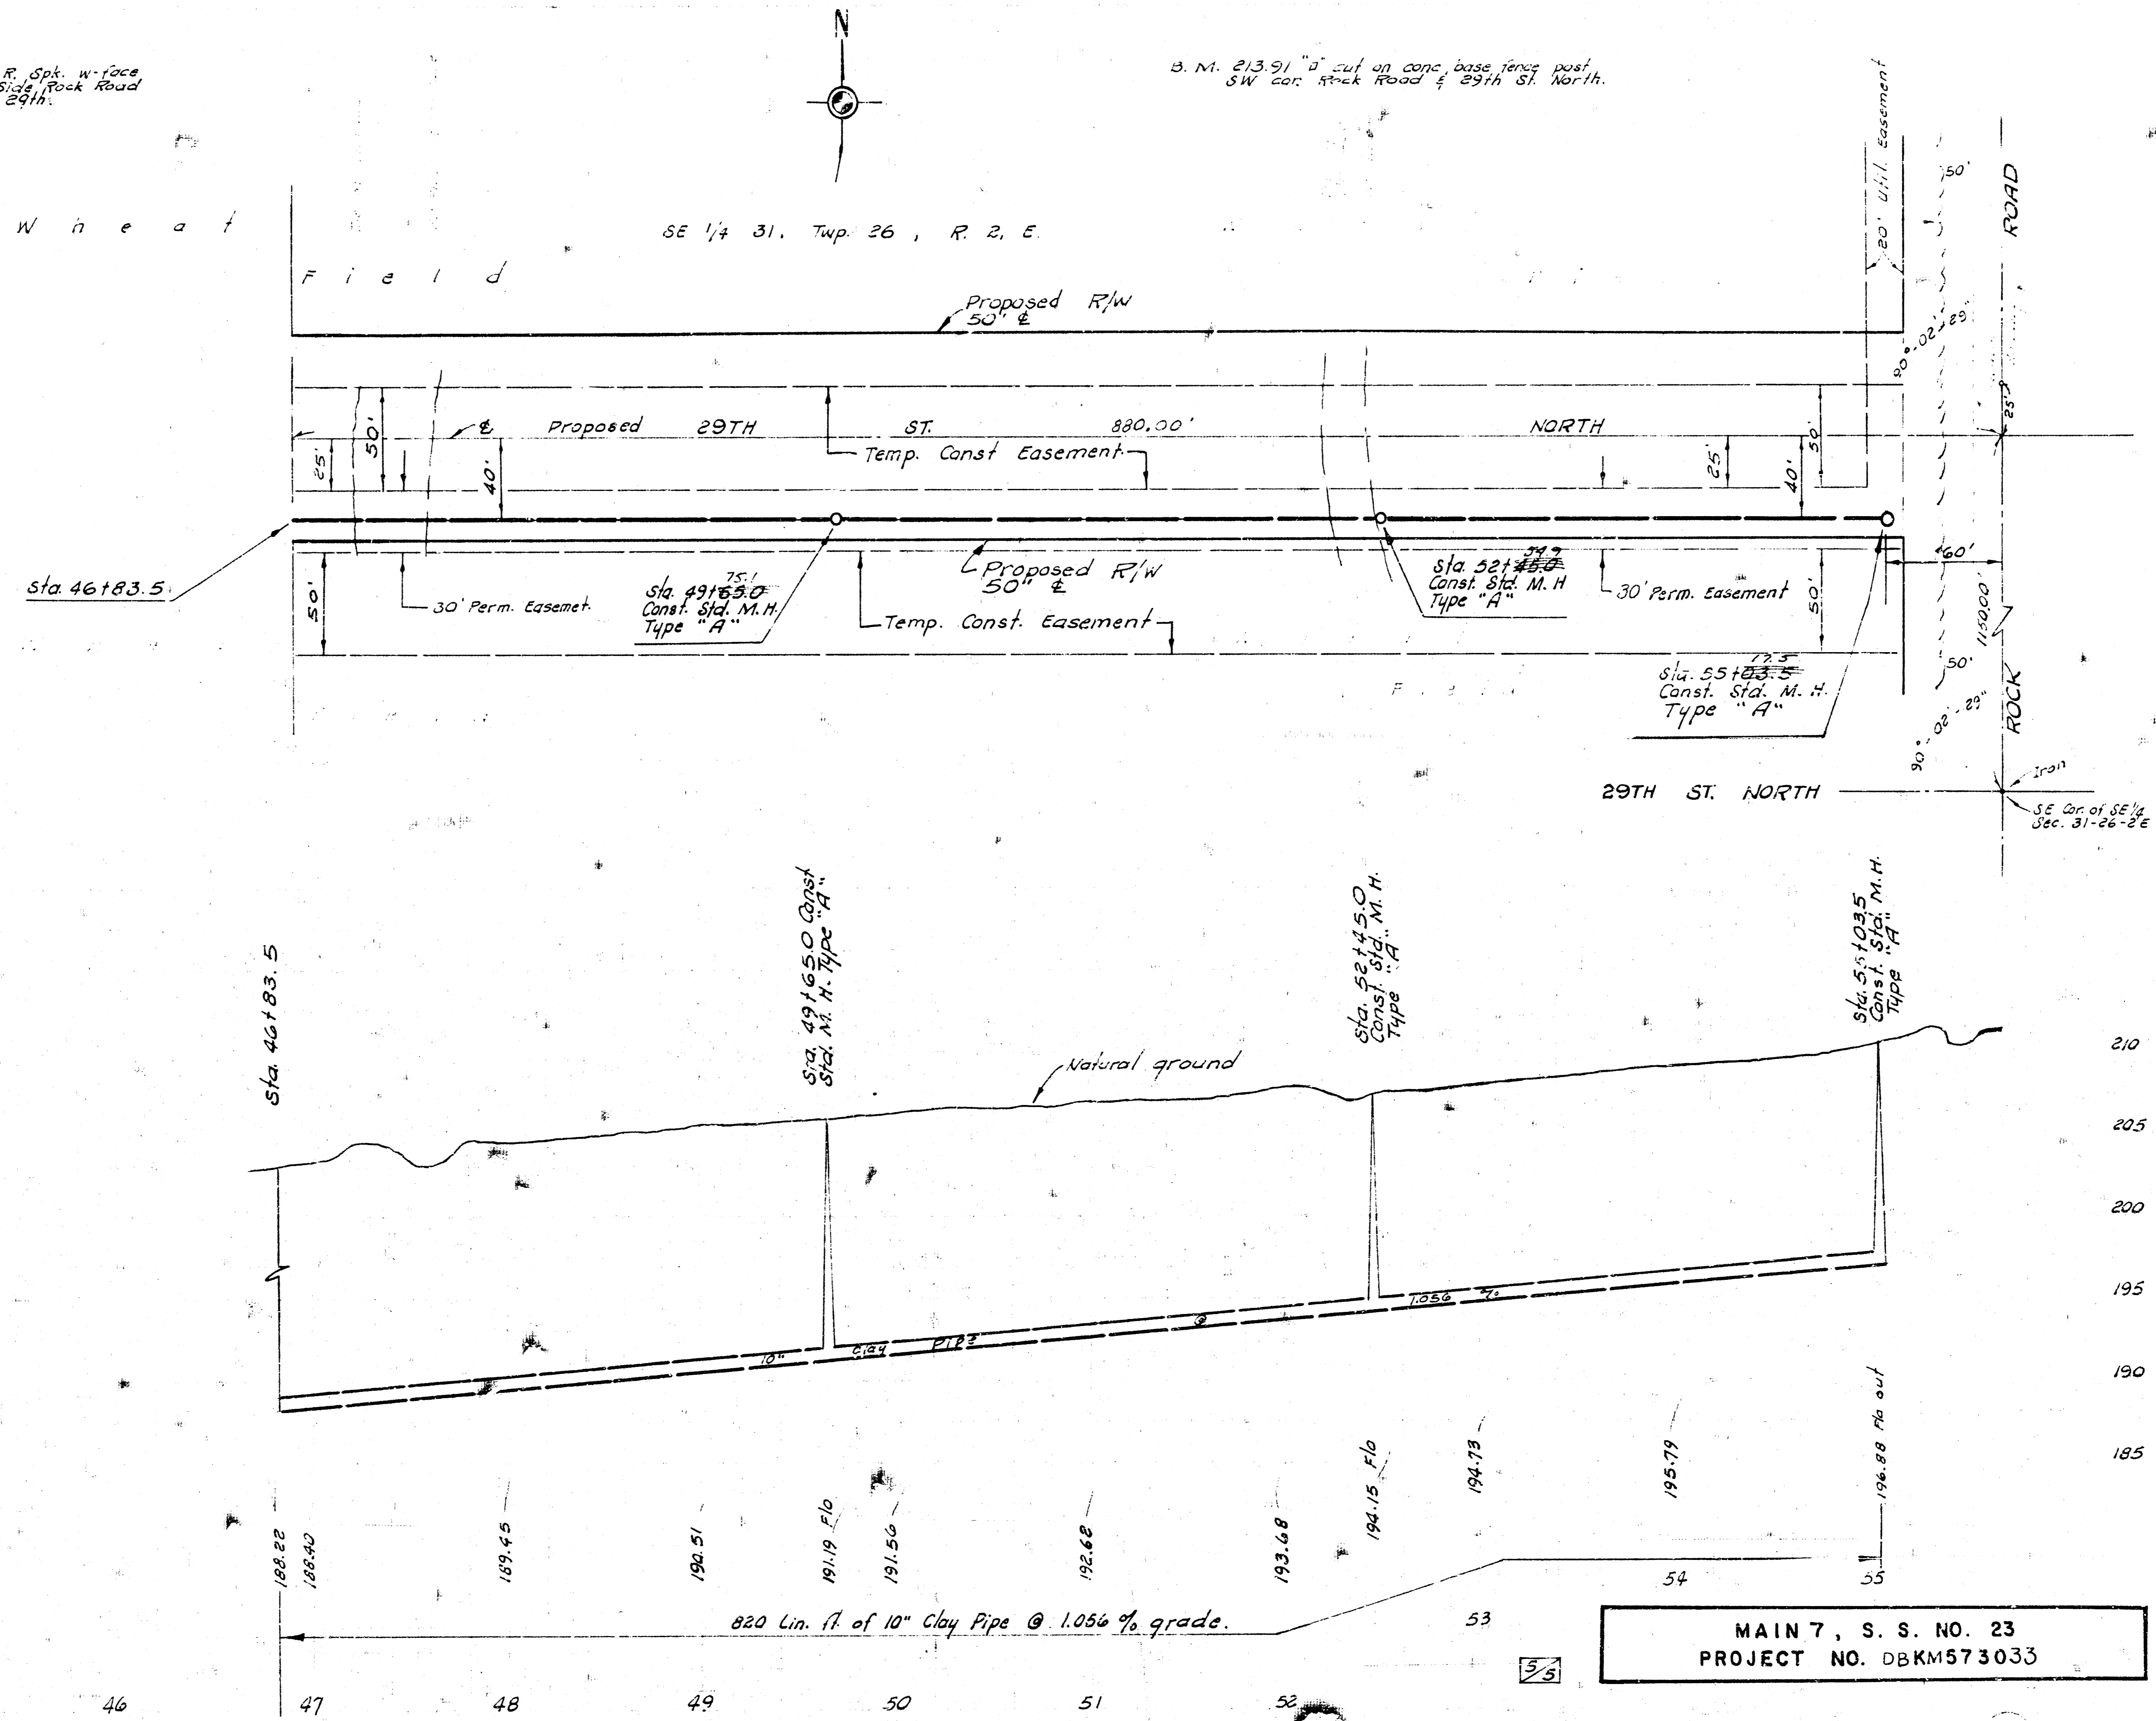 R. Spk. w-face
Side Rock Road
29th.
N
B. M. 213.91 "□" cut on conc. base fence post
SW cor. Rock Road & 29th St. North.
20' Util. Easement
50'
ROAD
W h e a t
F i e l d
SE 1/4 31, Twp. 26 , R. 2, E.
Proposed R/W
50' ℄
90°-02'-29"
25'
℄ Proposed 29TH ST. 880.00' NORTH
Temp. Const Easement
25'
50'
40'
25'
40'
50'
Sta. 46+83.5
50'
30' Perm. Easemet.
75.1
Sta. 49+65.0
Const. Std. M.H.
Type "A"
Proposed R/W
50" ℄
Temp. Const. Easement
54.9
Sta. 52+45.0
Const. Std. M. H
Type "A"
30' Perm. Easement
50'
60'
1150.00'
50'
17.5
Sta. 55+03.5
Const. Std. M. H.
Type "A"
ROCK
90°-02'-29"
29TH ST. NORTH
Iron
SE Cor. of SE 1/4
Sec. 31-26-2E
Sta. 46+83.5
Sta. 49+65.0 Const
Std. M. H. Type "A"
Sta. 52+45.0
Const. Std. M. H.
Type "A"
Sta. 55+03.5
Const. Std. M.H.
Type "A"
Natural ground
210
205
200
195
190
185
10" Clay Pipe @ 1.056 %
188.22
188.40
189.45
190.51
191.19 Flo
191.56
192.68
193.68
194.15 Flo
194.73
195.79
196.88 Flo out
820 Lin. ft. of 10" Clay Pipe @ 1.056 % grade.
46 47 48 49 50 51 52 53 54 55
5/5
MAIN 7, S. S. NO. 23
PROJECT NO. DBKM573033